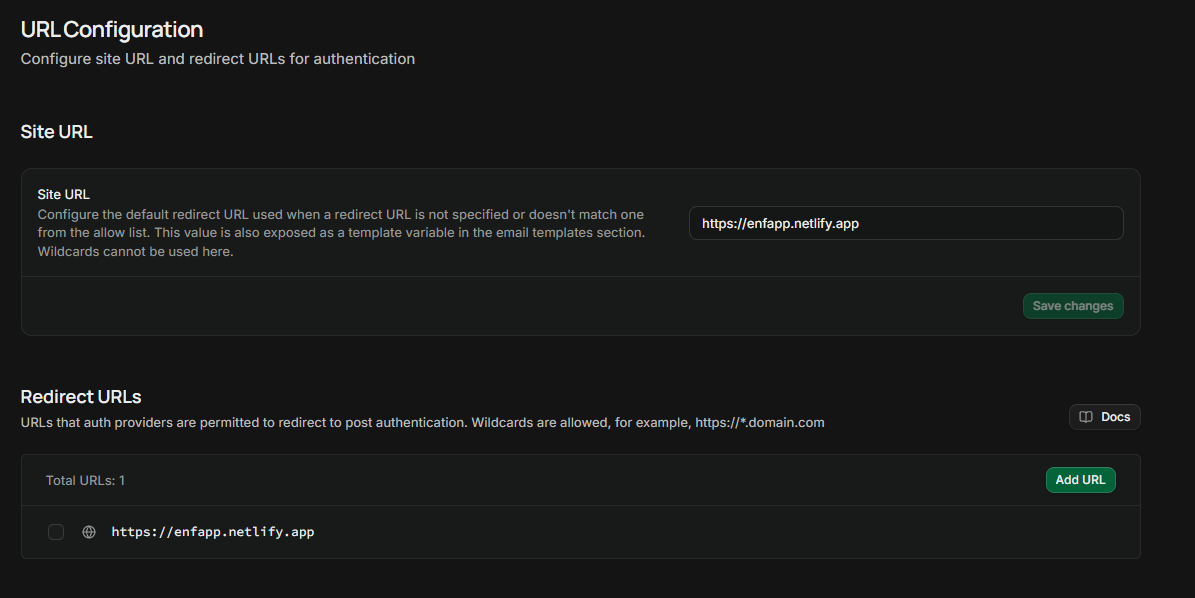 URL Configuration
Configure site URL and redirect URLs for authentication
Site URL
Site URL
Configure the default redirect URL used when a redirect URL is not specified or doesn't match one
from the allow list. This value is also exposed as a template variable in the email templates section.
Wildcards cannot be used here.
https://enfapp.netlify.app
Save changes
Redirect URLs
URLs that auth providers are permitted to redirect to post authentication. Wildcards are allowed, for example, https://*.domain.com
Docs
Total URLs: 1
Add URL
https://enfapp.netlify.app